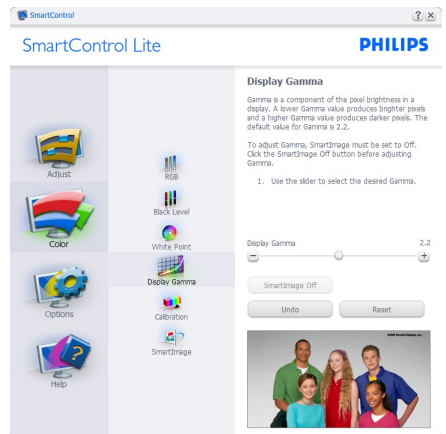 SmartControl
? ×
SmartControl Lite
PHILIPS
Adjust
Color
Options
Help
RGB
Black Level
White Point
Display Gamma
Calibration
SmartImage
Display Gamma
Gamma is a component of the pixel brightness in a
display. A lower Gamma value produces brighter pixels
and a higher Gamma value produces darker pixels. The
default value for Gamma is 2.2.
To adjust Gamma, SmartImage must be set to Off.
Click the SmartImage Off button before adjusting
Gamma.
1. Use the slider to select the desired Gamma.
Display Gamma 2.2
− +
SmartImage Off
Undo Reset